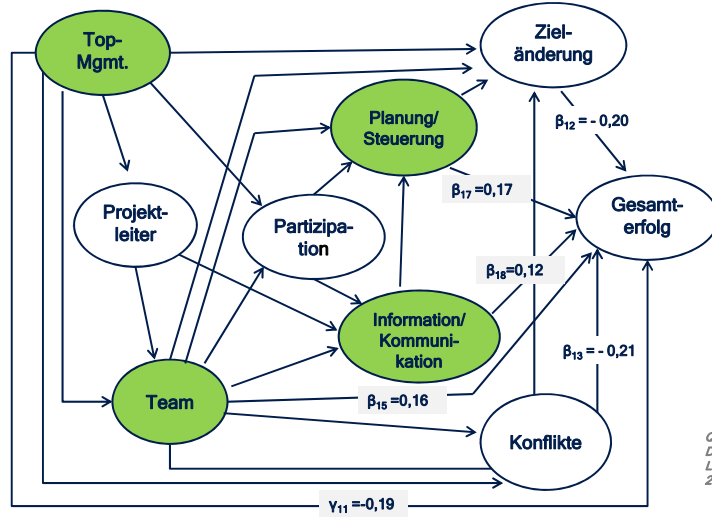 Top-
Mgmt.
Ziel-
änderung
Planung/
Steuerung
β₁₂= - 0,20
β₁₇=0,17
Projekt-
leiter
Partizipa-
tion
Gesamt-
erfolg
β₁₈=0,12
Information/
Kommuni-
kation
β₁₃= - 0,21
Team
β₁₅=0,16
Konflikte
γ₁₁=-0,19